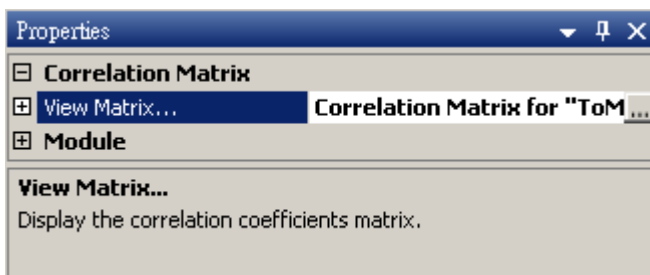 Properties
Correlation Matrix
View Matrix... Correlation Matrix for "ToM ...
Module
View Matrix...
Display the correlation coefficients matrix.